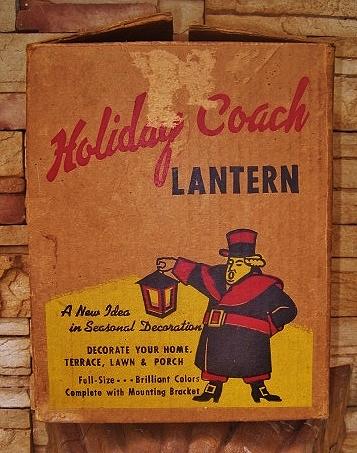 Holiday Coach
LANTERN
A New Idea
in Seasonal Decoration
DECORATE YOUR HOME.
TERRACE, LAWN & PORCH
Full-Size • • • Brilliant Colors
Complete with Mounting Bracket